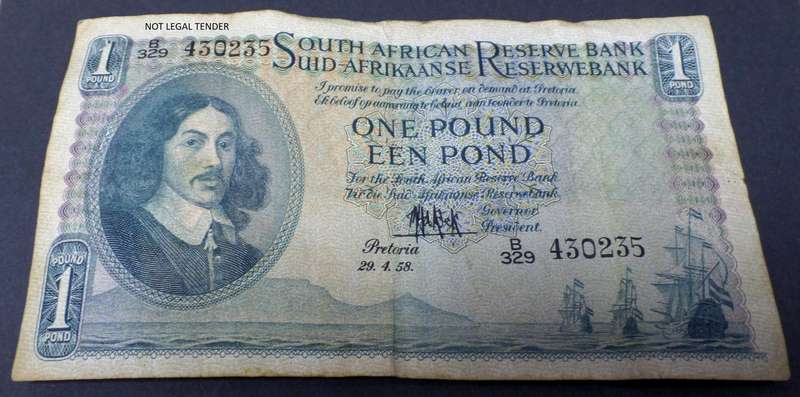 NOT LEGAL TENDER
1 POUND
B/329 430235
SOUTH AFRICAN RESERVE BANK
SUID-AFRIKAANSE RESERWEBANK
1 POUND
I promise to pay the bearer on demand at Pretoria
Ek beloof op aanvraag te betaal aan toonder te Pretoria
ONE POUND
EEN POND
For the South African Reserve Bank
Vir die Suid-Afrikaanse Reserwebank
Governor
President.
Pretoria
29. 4. 58.
B/329 430235
POUND
1
POND